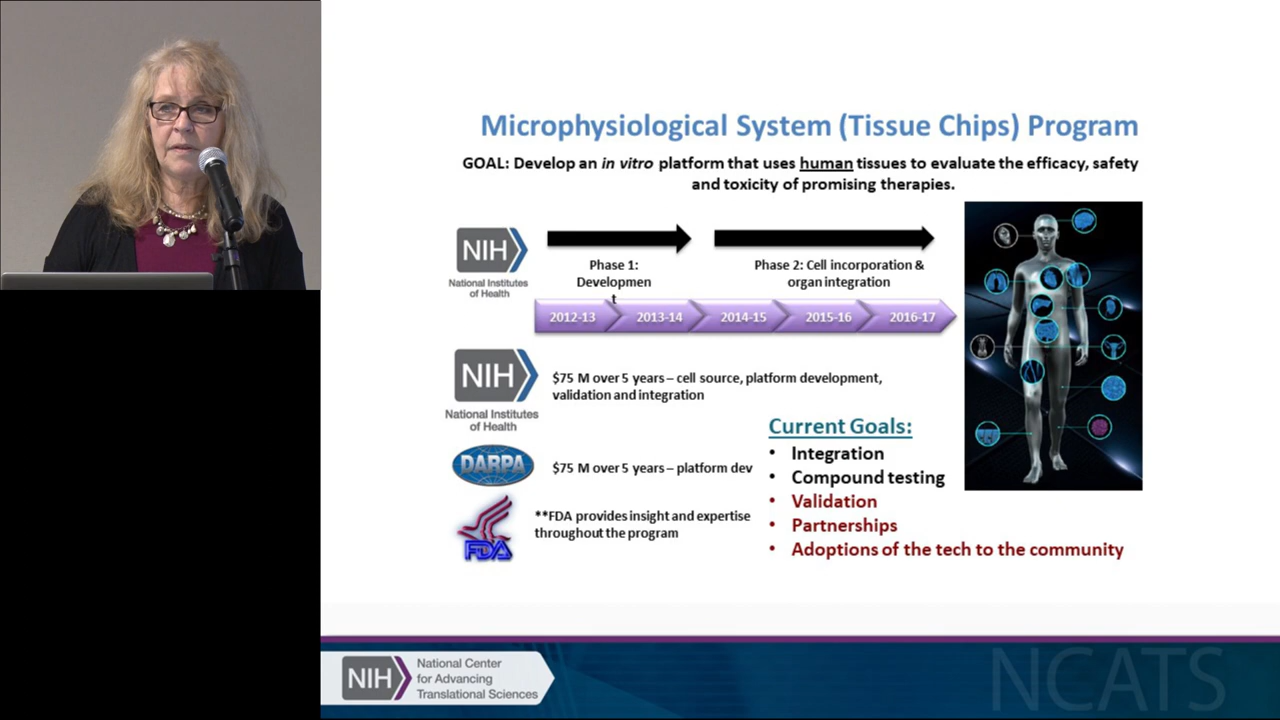 Microphysiological System (Tissue Chips) Program
GOAL: Develop an in vitro platform that uses human tissues to evaluate the efficacy, safety
and toxicity of promising therapies.
NIH
National Institutes
of Health
Phase 1:
Developmen
t
Phase 2: Cell incorporation &
organ integration
2012-13
2013-14
2014-15
2015-16
2016-17
NIH
National Institutes
of Health
$75 M over 5 years – cell source, platform development,
validation and integration
DARPA
$75 M over 5 years – platform dev
FDA
**FDA provides insight and expertise
throughout the program
Current Goals:
• Integration
• Compound testing
• Validation
• Partnerships
• Adoptions of the tech to the community
NIH
National Center
for Advancing
Translational Sciences
NCATS